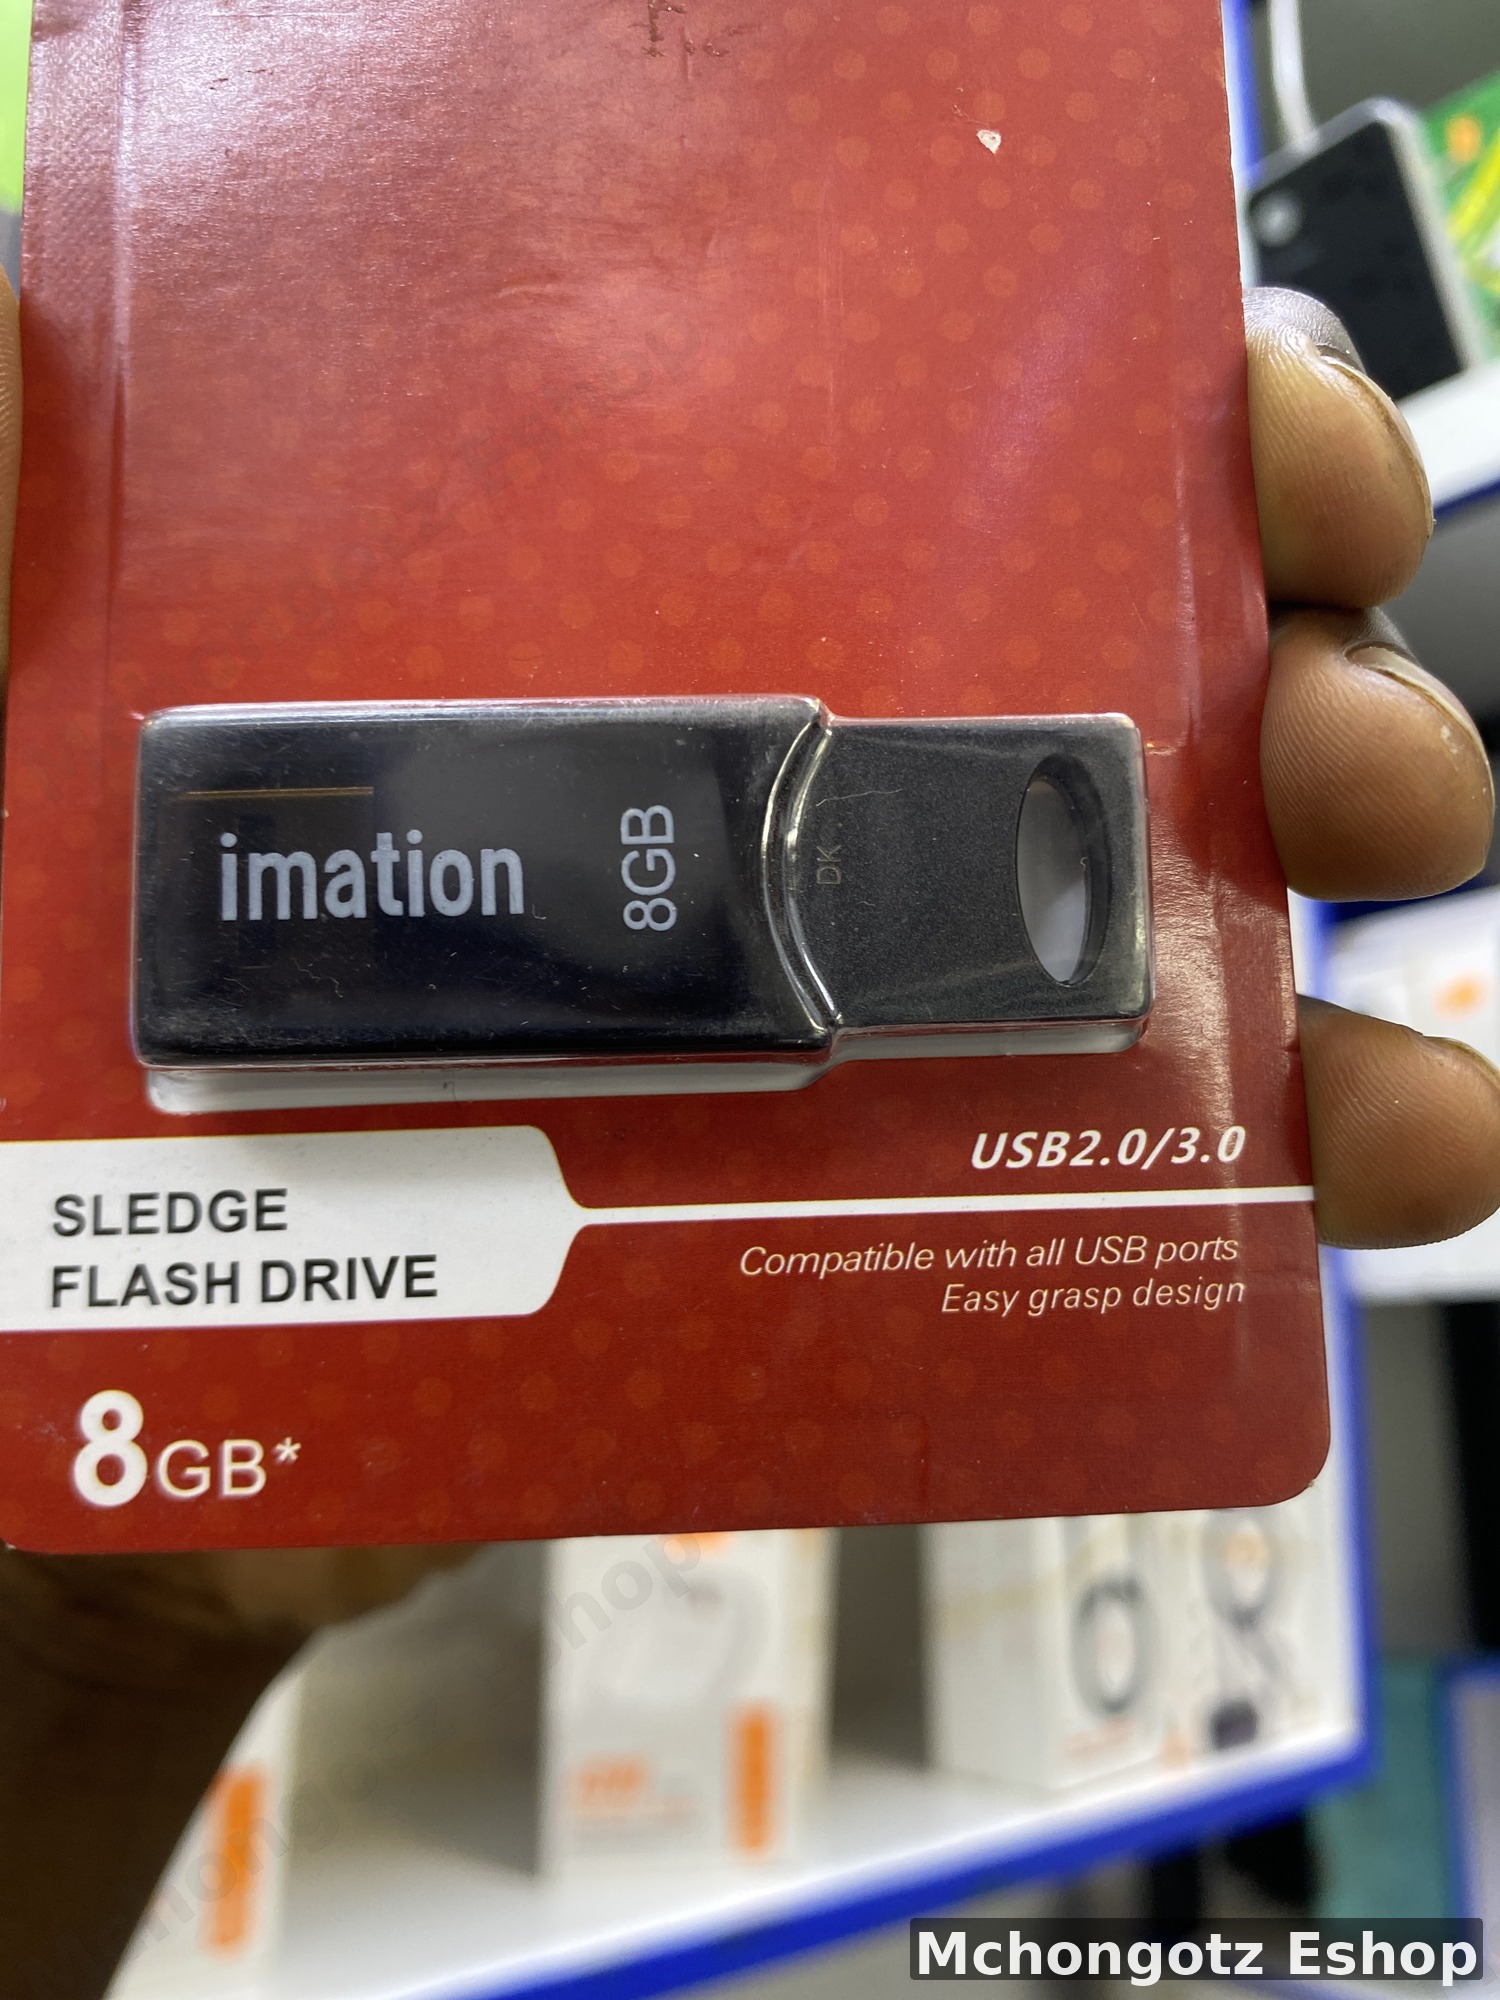 imation
8GB
DK
USB2.0/3.0
SLEDGE
FLASH DRIVE
Compatible with all USB ports
Easy grasp design
8GB*
Mchongotz Eshop